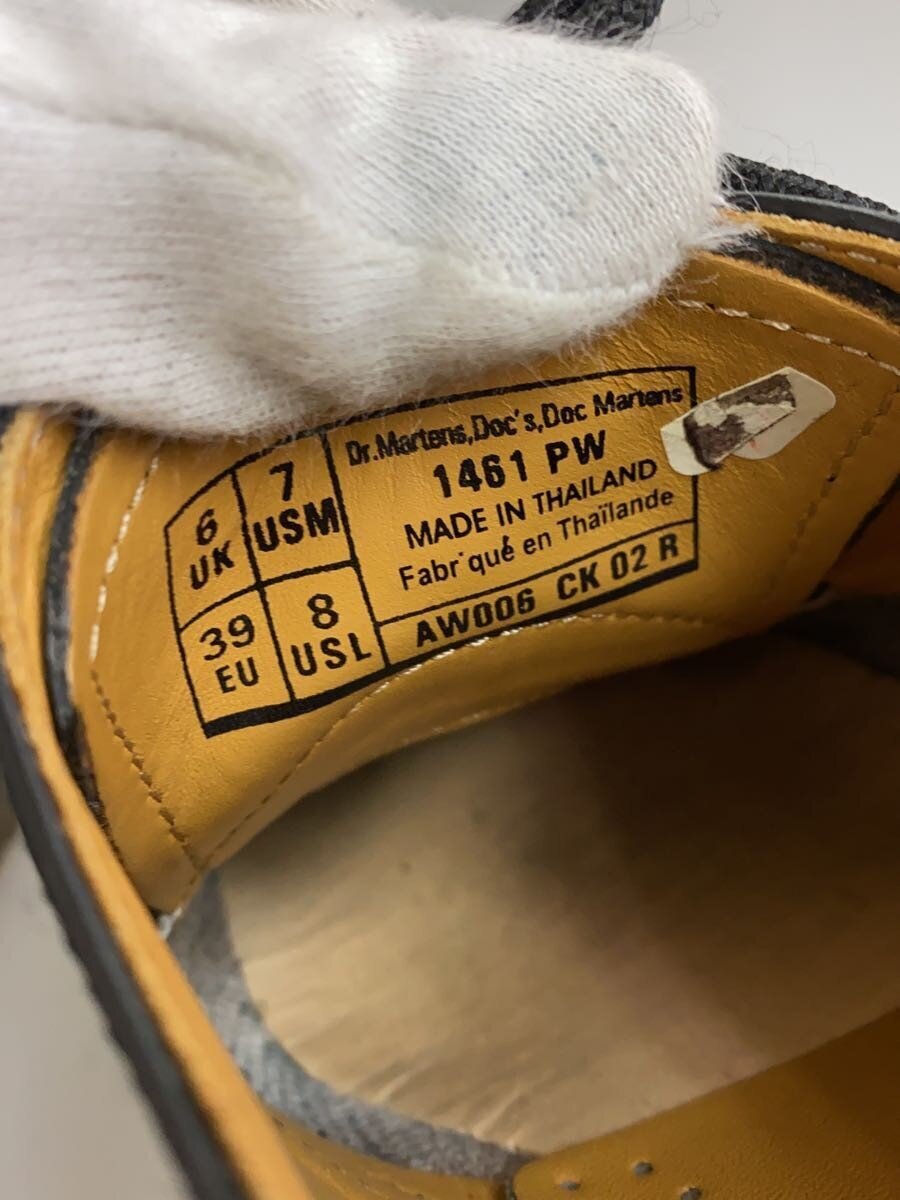 6 UK
7 USM
39 EU
8 USL
Dr.Martens,Doc's,Doc Martens
1461 PW
MADE IN THAILAND
Fabr qué en Thaïlande
AW006 CK 02 R